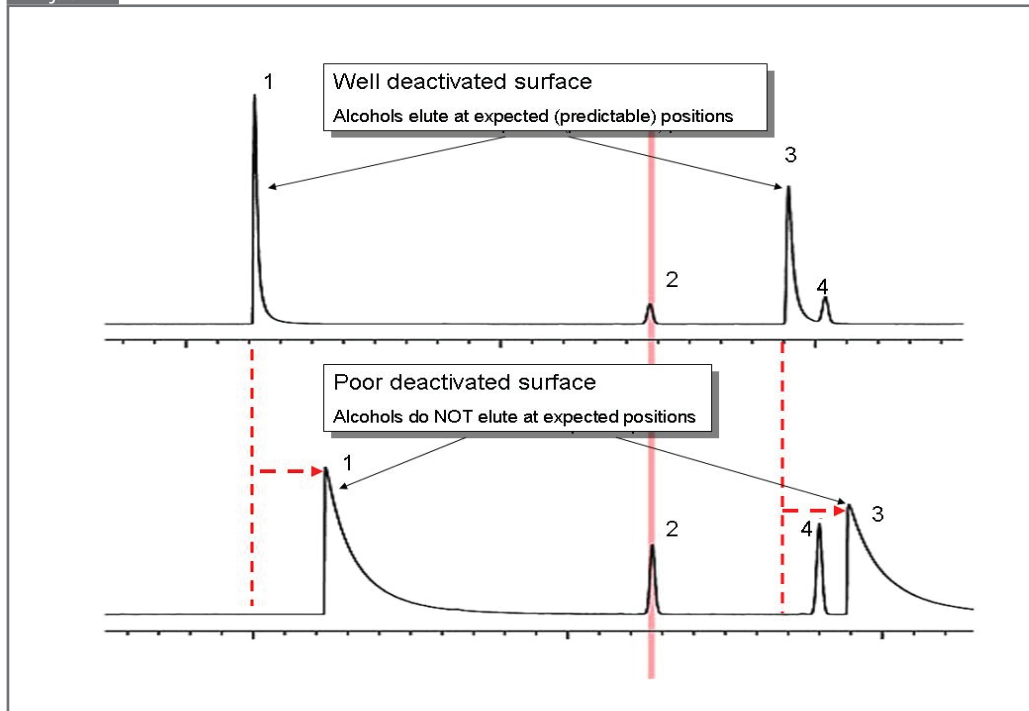 1
Well deactivated surface
Alcohols elute at expected (predictable) positions
3
2
4
Poor deactivated surface
Alcohols do NOT elute at expected positions
1
2
4
3